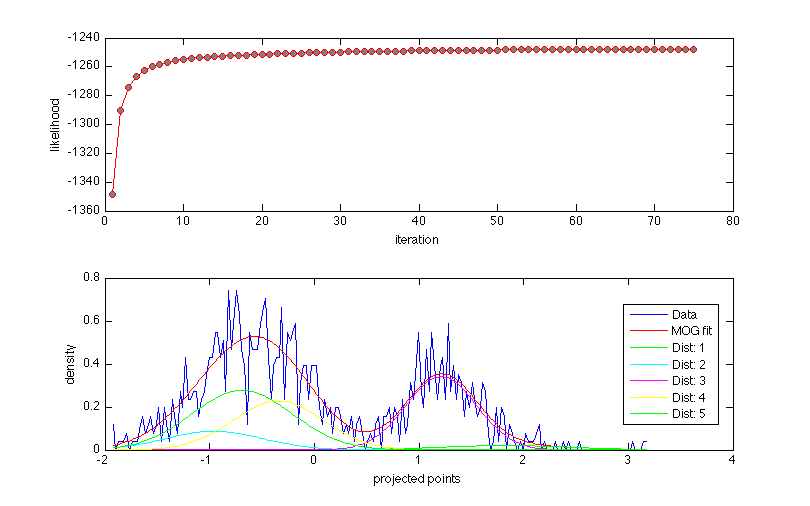 -1240
-1260
-1280
-1300
-1320
-1340
-1360
likelihood
0 10 20 30 40 50 60 70 80
iteration
0.8
0.6
0.4
0.2
0
density
-2 -1 0 1 2 3 4
projected points
Data
MOG fit
Dist: 1
Dist: 2
Dist: 3
Dist: 4
Dist: 5